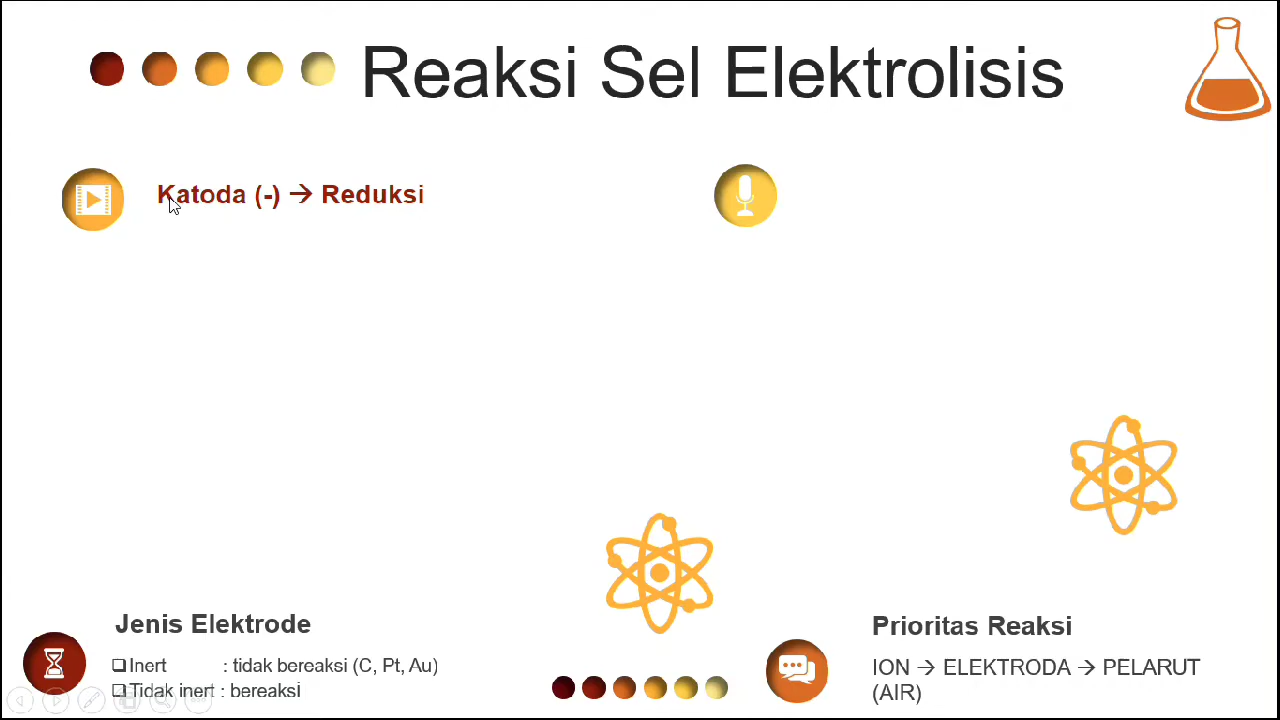 Reaksi Sel Elektrolisis
Katoda (-) → Reduksi
Jenis Elektrode
❑Inert : tidak bereaksi (C, Pt, Au)
❑Tidak inert : bereaksi
Prioritas Reaksi
ION → ELEKTRODA → PELARUT
(AIR)